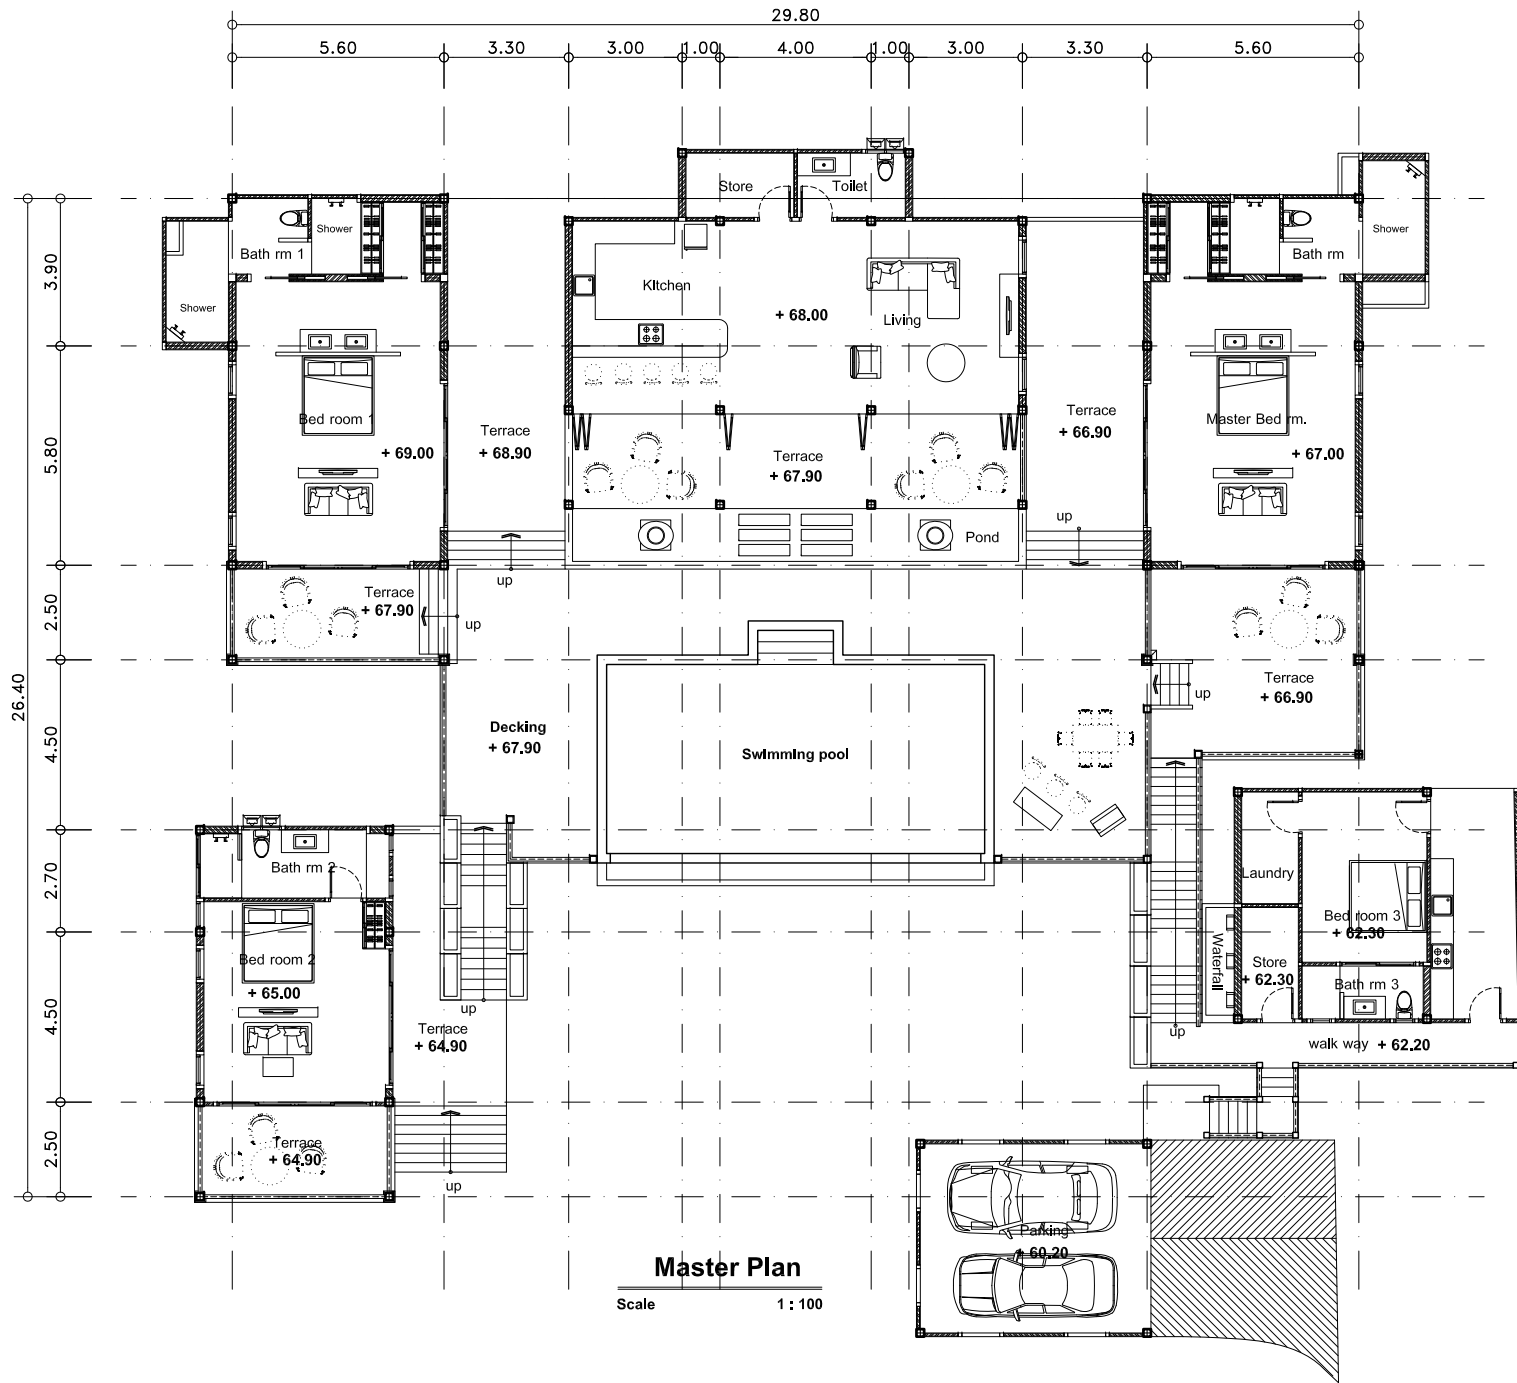 29.80
5.60 3.30 3.00 1.00 4.00 1.00 3.00 3.30 5.60
Store Toilet
Shower Shower
Bath rm 1 Bath rm
3.90
KItchen
Shower
+ 68.00
Living
Bed room 1 Terrace Terrace Master Bed rm.
+ 68.90 + 66.90
+ 69.00 + 67.00
5.80
Terrace
+ 67.90
up
Pond
up
Terrace
+ 67.90
up
2.50
Terrace
+ 66.90
up
26.40
4.50
Decking
+ 67.90
SwImmIng pool
Bath rm 2
2.70
Laundry
Bed room 3
+ 62.30
Bed room 2
+ 65.00
Waterfall
Store
+ 62.30
Bath rm 3
up
Terrace
+ 64.90
4.50
up
walk way + 62.20
2.50
Terrace
+ 64.90
up
Parking
+ 60.20
Master Plan
Scale 1 : 100